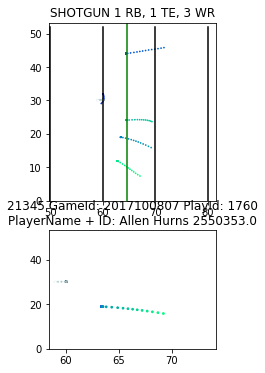 SHOTGUN 1 RB, 1 TE, 3 WR
50
40
30
20
10
0
50 60 70 80
21345 GameId: 2017100807 PlayId: 1760
PlayerName + ID: Allen Hurns 2550353.0
40
20
0
60 65 70